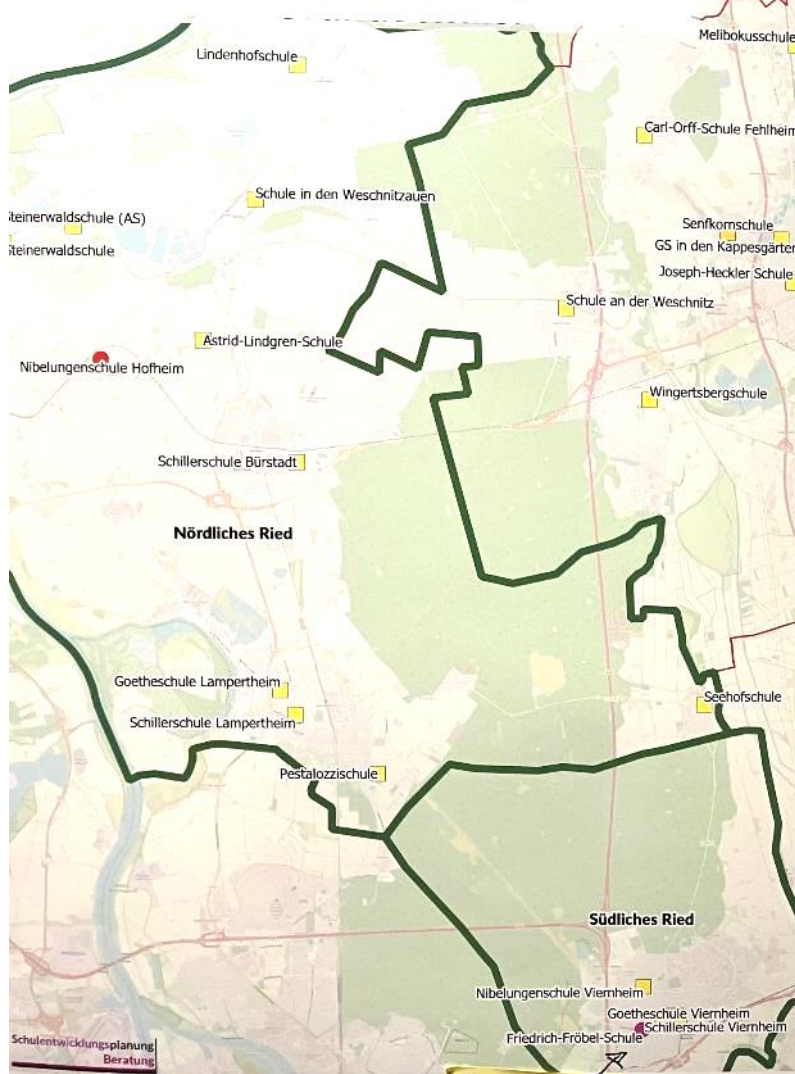 Melibokusschule
Lindenhofschule
Carl-Orff-Schule Fehlheim
Schule in den Weschnitzauen
Steinerwaldschule (AS)
Senfkornschule
Steinerwaldschule
GS in den Kappesgärten
Joseph-Heckler Schule
Schule an der Weschnitz
Astrid-Lindgren-Schule
Nibelungenschule Hofheim
Wingertsbergschule
Schillerschule Bürstadt
Nördliches Ried
Goetheschule Lampertheim
Seehofschule
Schillerschule Lampertheim
Pestalozzischule
Südliches Ried
Nibelungenschule Viernheim
Goetheschule Viernheim
Schillerschule Viernheim
Friedrich-Fröbel-Schule
Schulentwicklungsplanung
Beratung